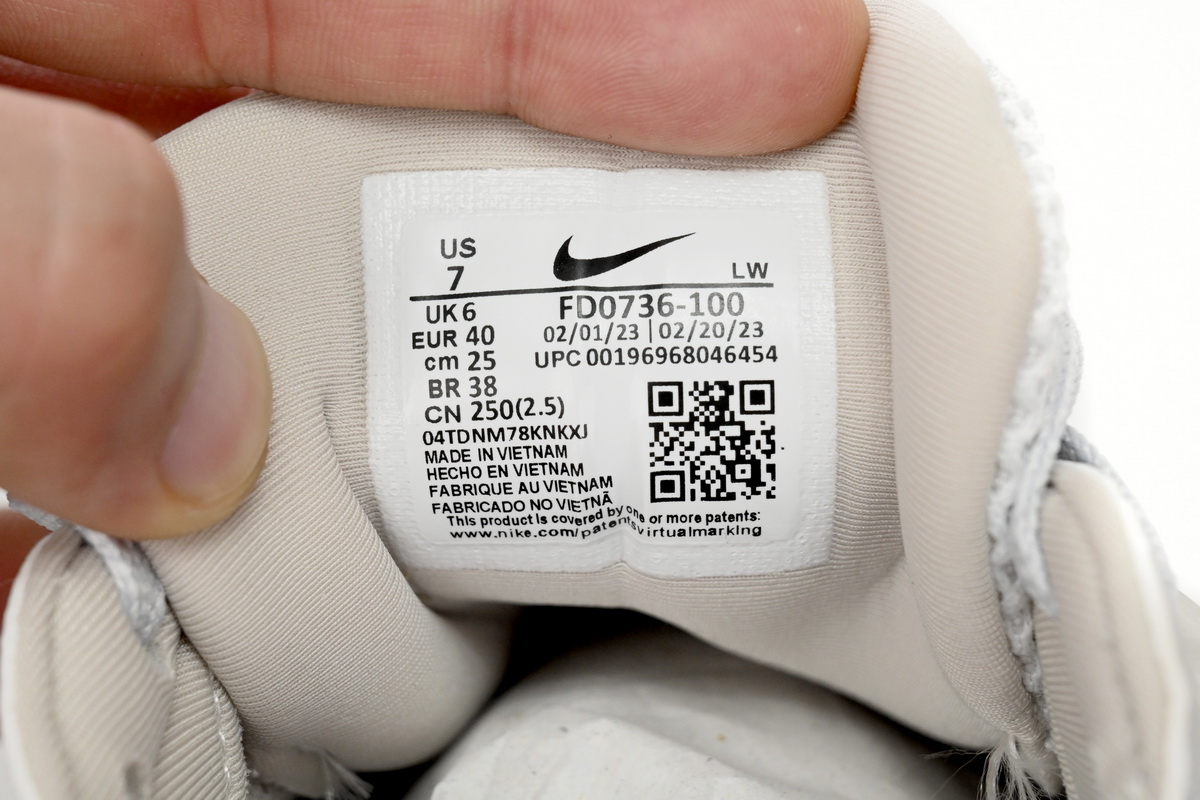 US
7
LW
UK 6
FD0736-100
EUR 40
02/01/23 | 02/20/23
cm 25
UPC 00196968046454
BR 38
CN 250(2.5)
04TDNM78KNKXJ
MADE IN VIETNAM
HECHO EN VIETNAM
FABRIQUE AU VIETNAM
FABRICADO NO VIETNÃ
This product is covered by one or more patents:
www.nike.com/patentsvirtualmarking